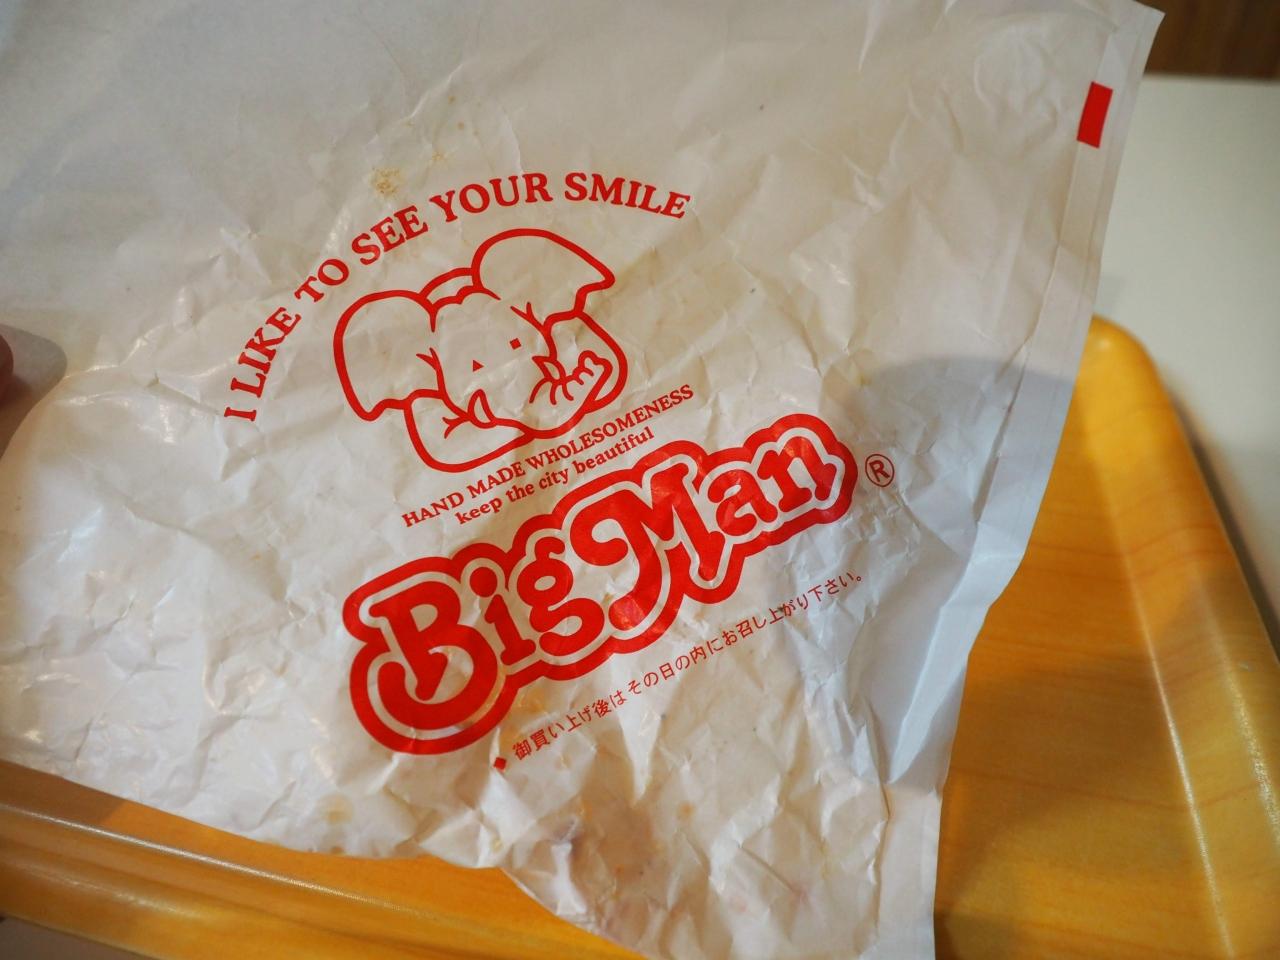 I LIKE TO SEE YOUR SMILE
HAND MADE WHOLESOMENESS
keep the city beautiful
BigMan®
◆ 御買い上げ後はその日の内にお召し上がり下さい。